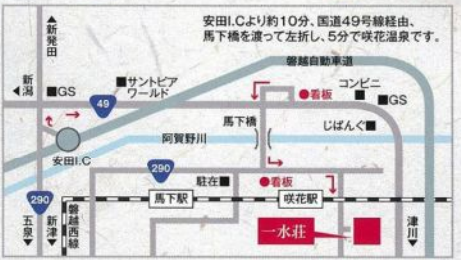 安田I.Cより約10分、国道49号線経由、
馬下橋を渡って左折し、5分で咲花温泉です。
▲新発田
磐越自動車道
◀新潟
■GS
■サントピア
ワールド
49
コンビニ
■
■GS
●看板
馬下橋
じばんぐ■
安田I.C
阿賀野川
290
駐在■
●看板
290
馬下駅
咲花駅
五泉▼
新津▼
磐越西線
一水荘
津川▼